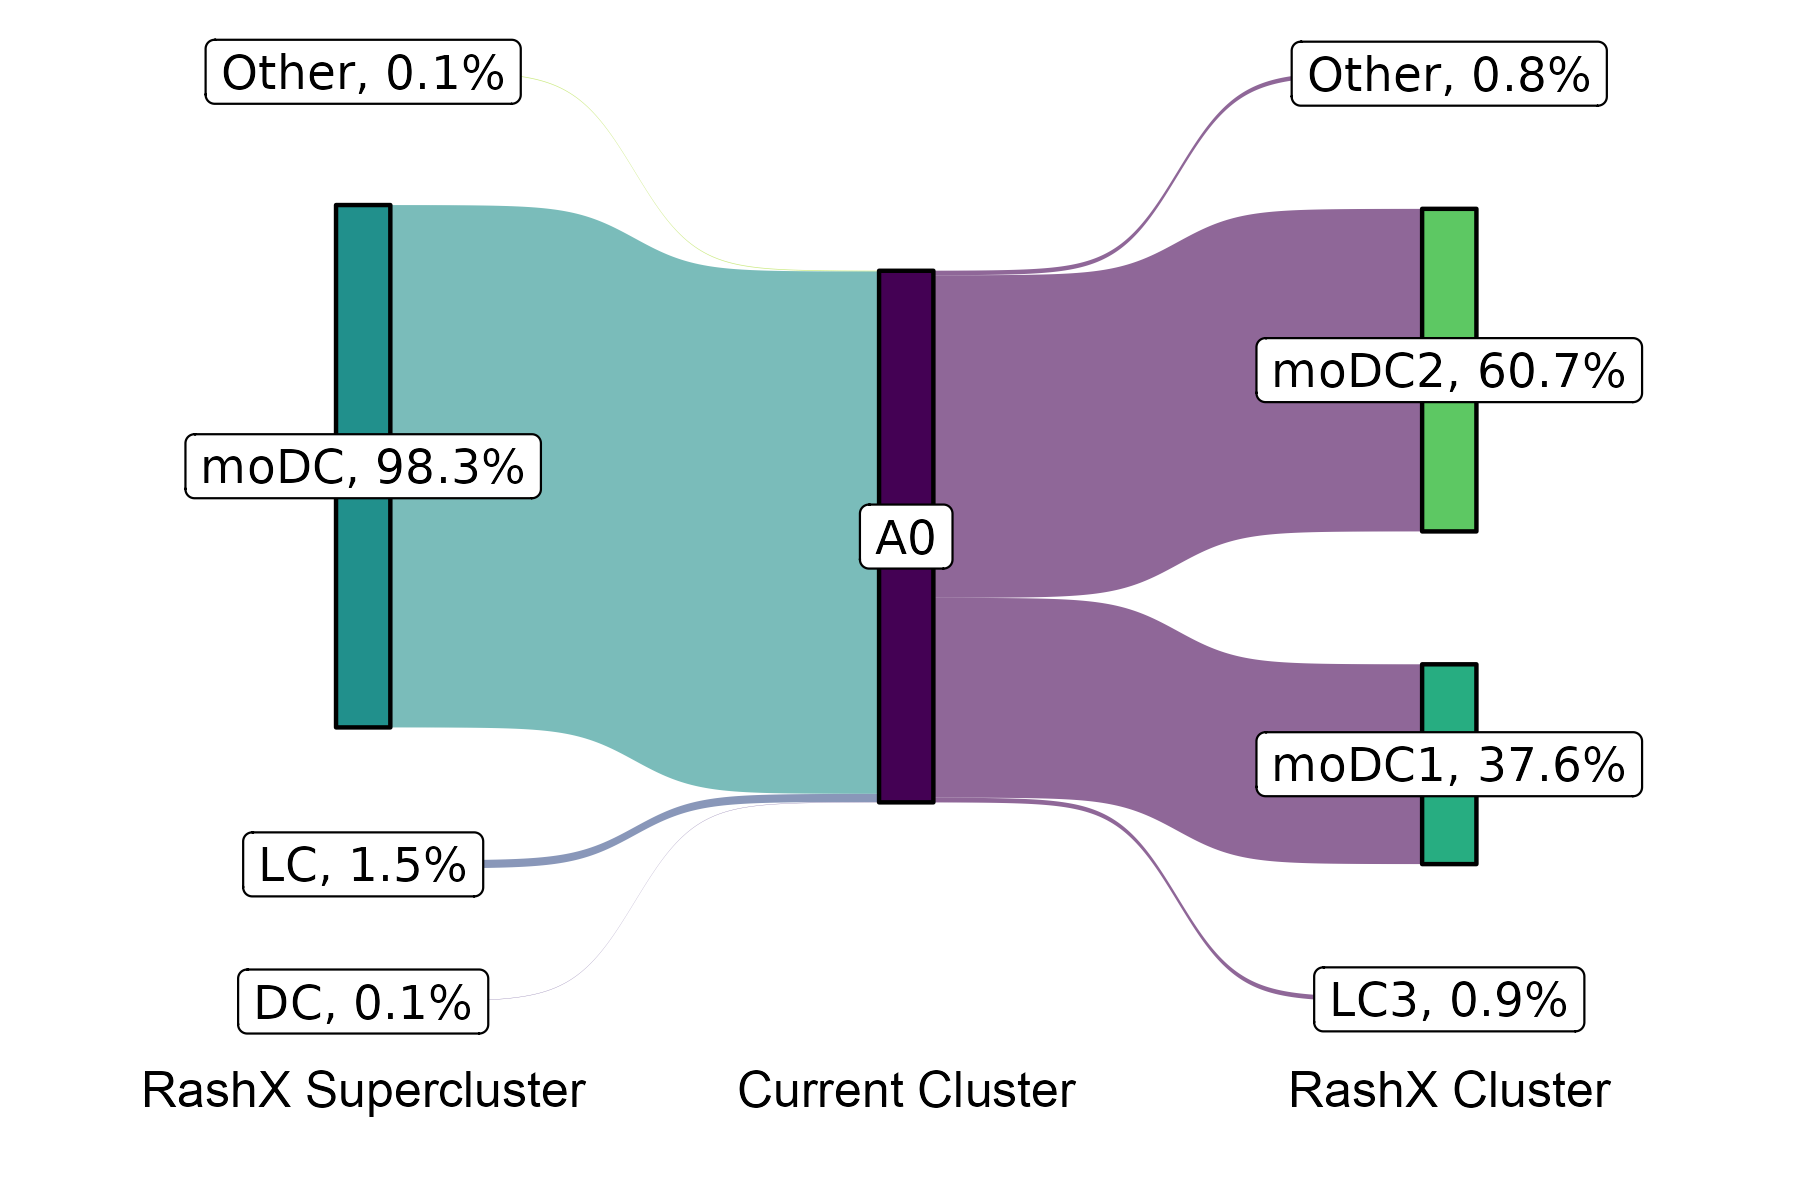 Other, 0.1%
moDC, 98.3%
LC, 1.5%
DC, 0.1%
RashX Supercluster
A0
Current Cluster
Other, 0.8%
moDC2, 60.7%
moDC1, 37.6%
LC3, 0.9%
RashX Cluster